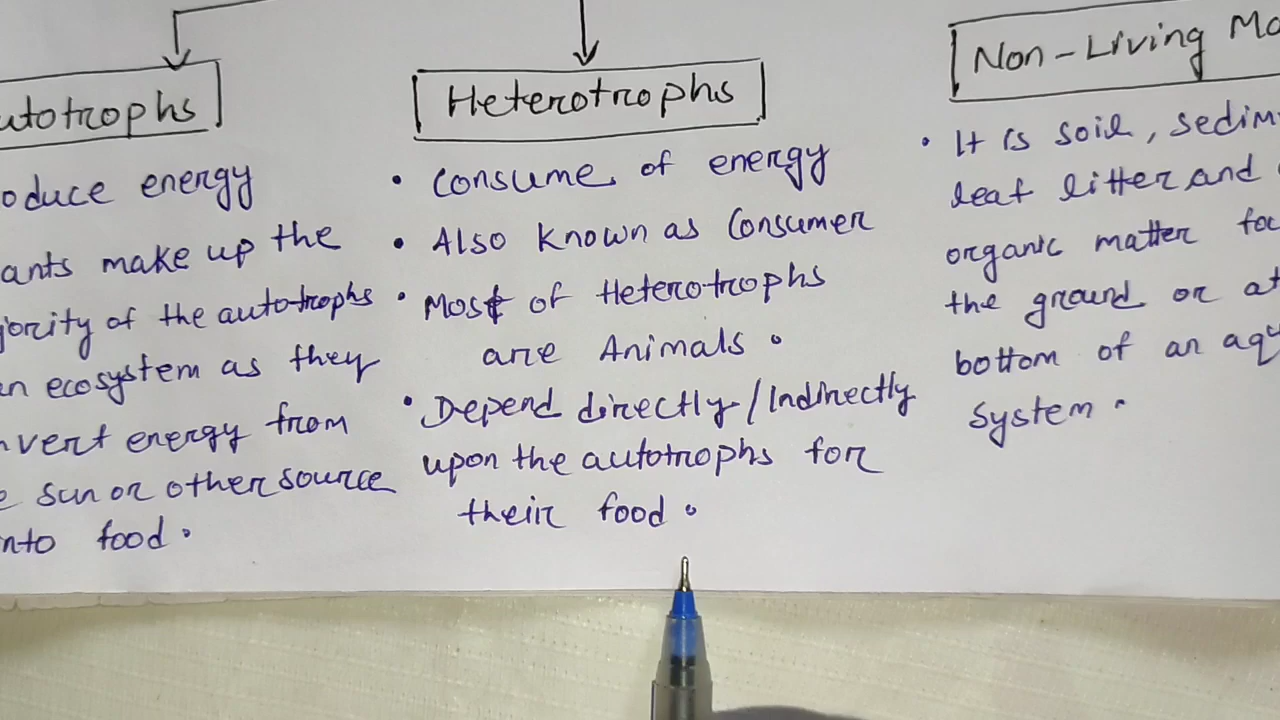 utotrophs
oduce energy
ants make up the
jority of the autotrophs
n ecosystem as they
nvert energy from
e sun or other source
nto food.
Heterotrophs
• Consume of energy
• Also known as Consumer
• Most of Heterotrophs
are Animals.
• Depend directly/Indirectly
upon the autotrophs for
their food.
Non-Living Ma
• It is soil, sedim
leaf litter and
organic matter fo
the ground or at
bottom of an aqu
system.